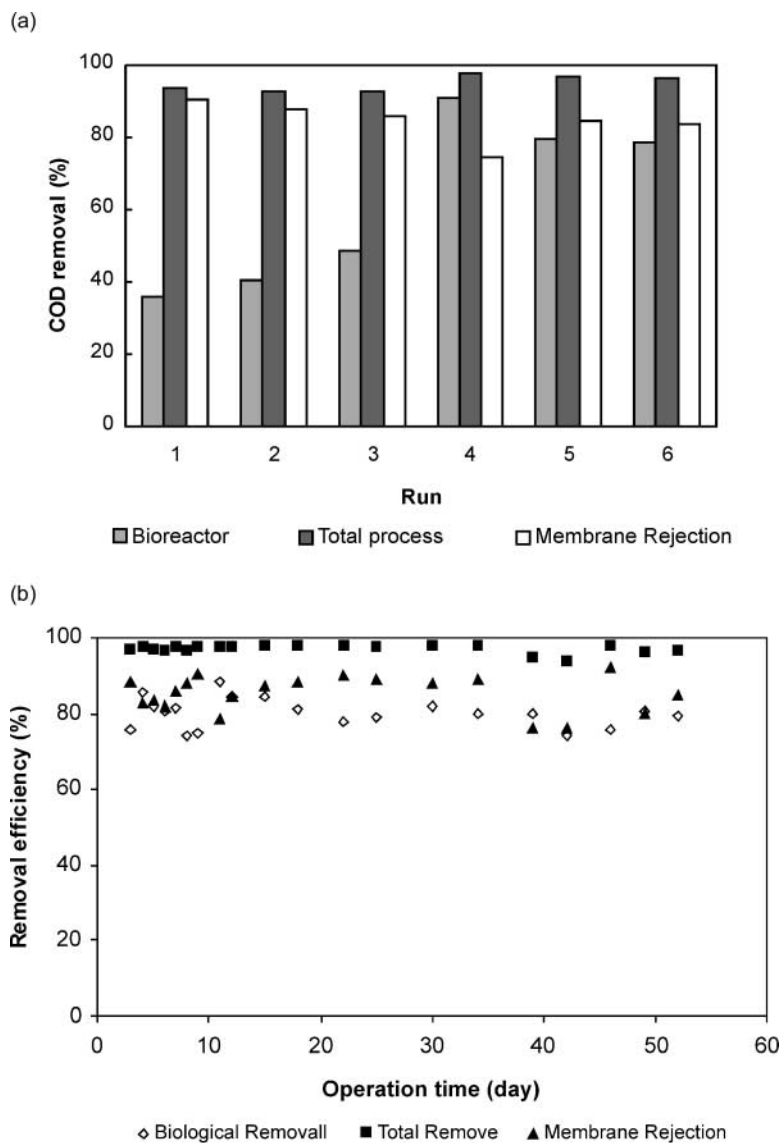 (a)
100
80
60
40
20
0
COD removal (%)
1 2 3 4 5 6
Run
Bioreactor Total process Membrane Rejection
(b)
100
80
60
40
20
0
Removal efficiency (%)
0 10 20 30 40 50 60
Operation time (day)
Biological Removall Total Remove Membrane Rejection